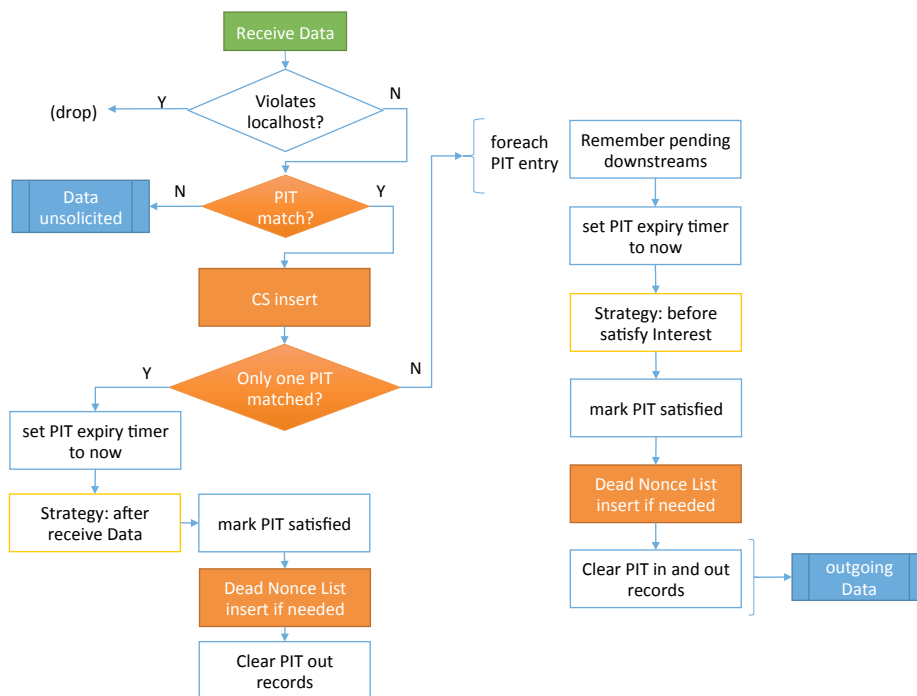 Receive Data
Violates
localhost?
Y
N
(drop)
PIT
match?
N
Y
Data
unsolicited
CS insert
Only one PIT
matched?
Y
N
set PIT expiry timer
to now
Strategy: after
receive Data
mark PIT satisfied
Dead Nonce List
insert if needed
Clear PIT out
records
foreach
PIT entry
Remember pending
downstreams
set PIT expiry timer
to now
Strategy: before
satisfy Interest
mark PIT satisfied
Dead Nonce List
insert if needed
Clear PIT in and out
records
outgoing
Data